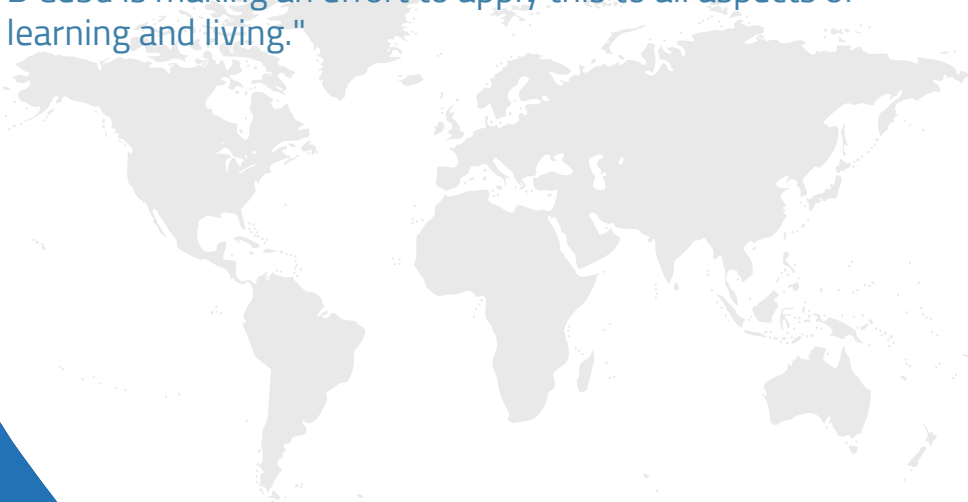 is making an effort to apply this to all aspects of
learning and living."